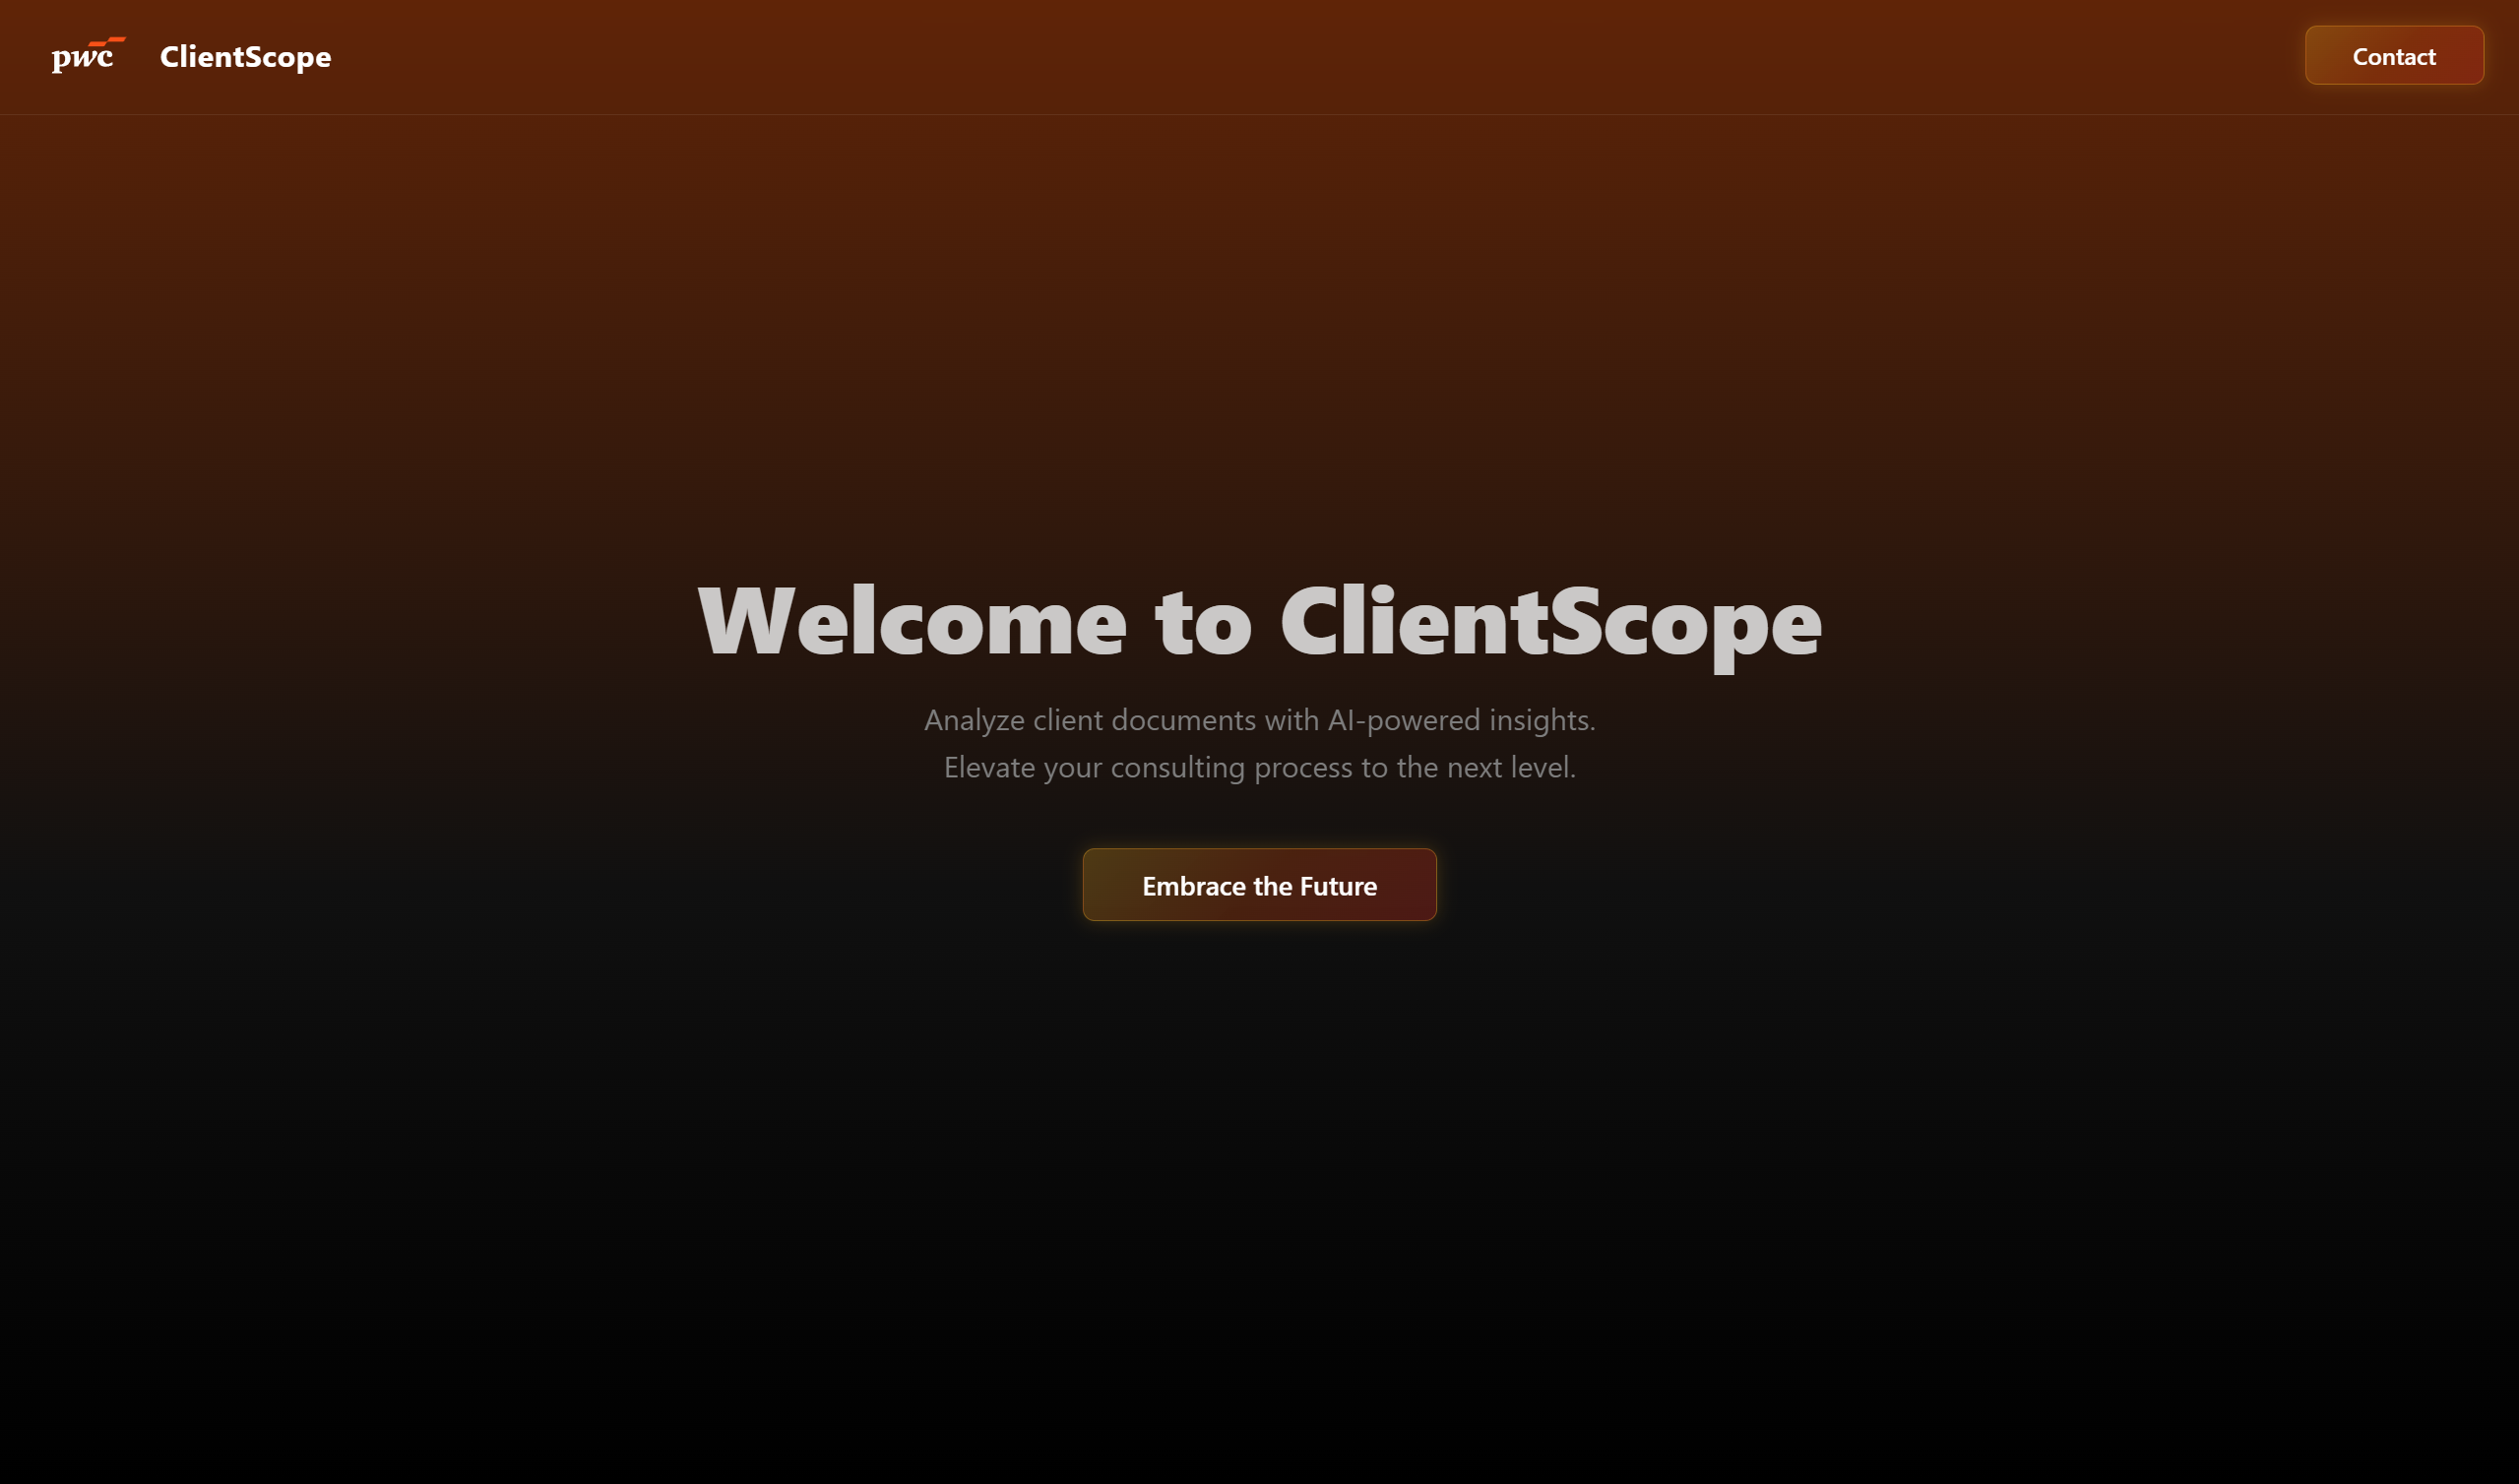 pwc
ClientScope
Contact
Welcome to ClientScope
Analyze client documents with AI-powered insights.
Elevate your consulting process to the next level.
Embrace the Future